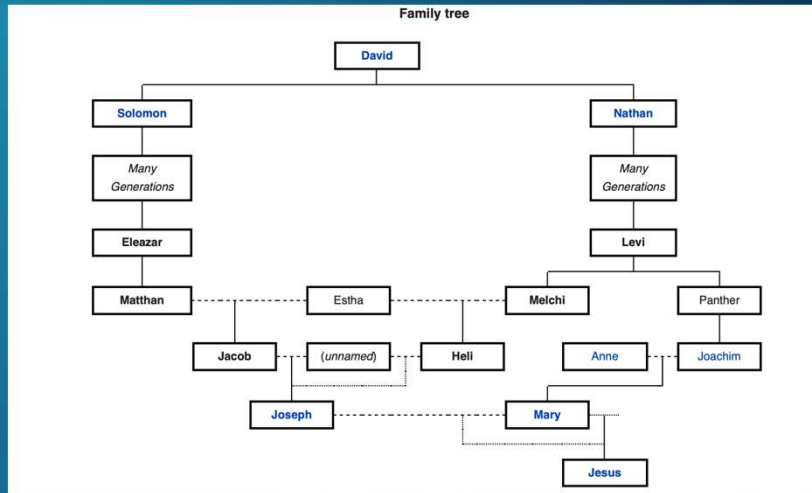 Family tree
David
Solomon
Nathan
Many
Generations
Many
Generations
Eleazar
Levi
Matthan
Estha
Melchi
Panther
Jacob
(unnamed)
Heli
Anne
Joachim
Joseph
Mary
Jesus